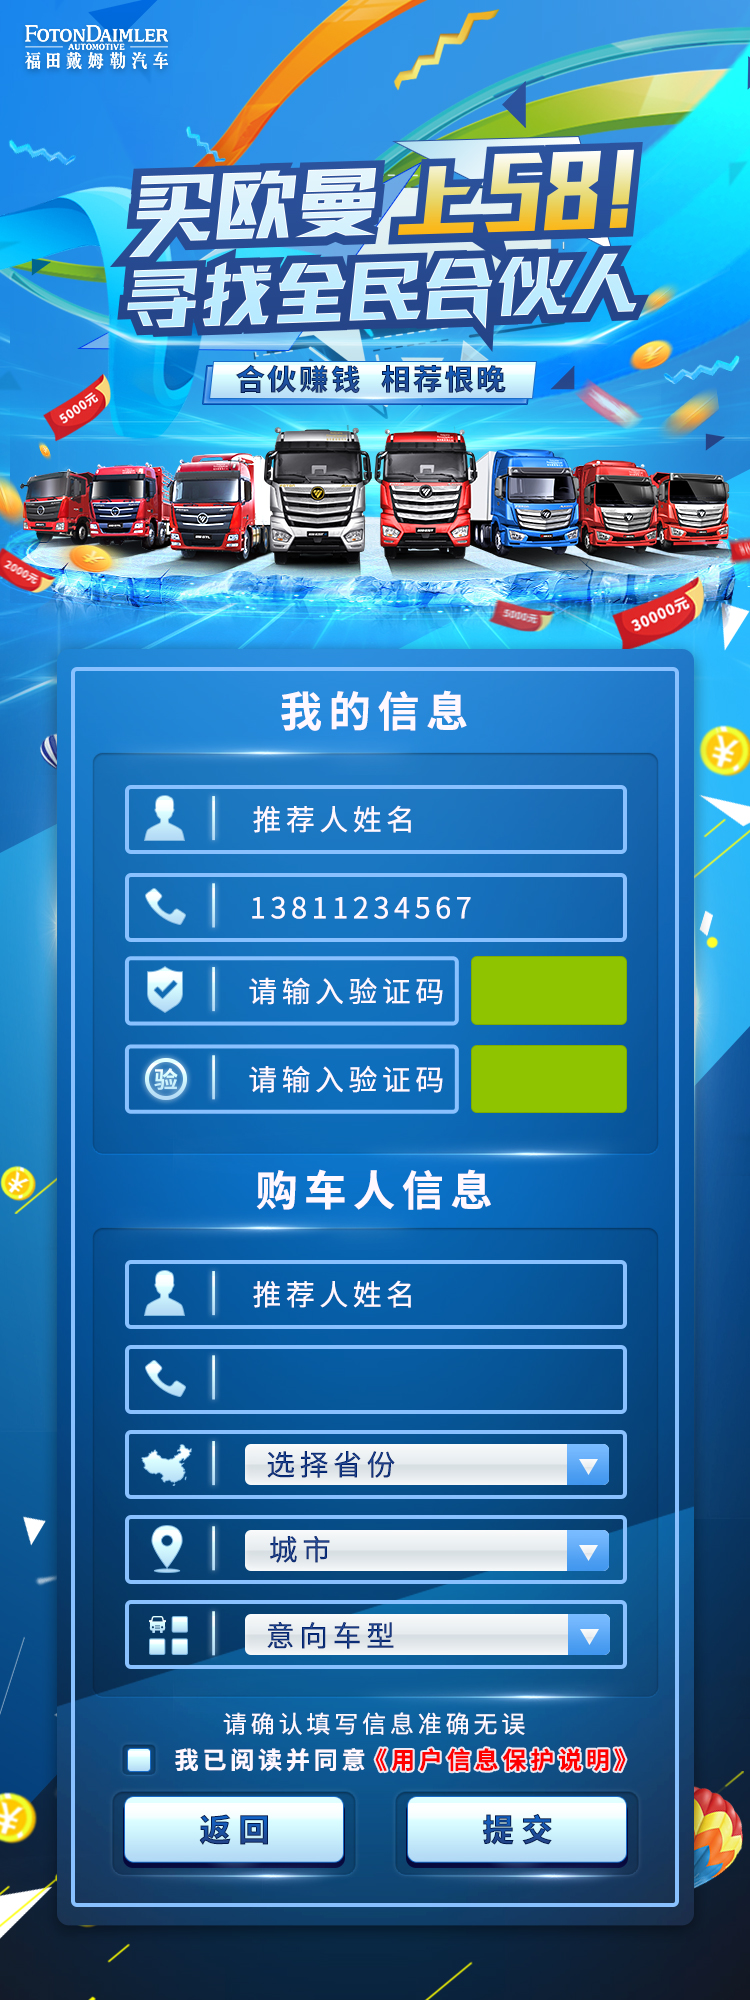 FOTONDAIMLER
AUTOMOTIVE
福田戴姆勒汽车
买欧曼 上58!
寻找全民合伙人
合伙赚钱 相荐恨晚
5000元
2000元
5000元
30000元
我的信息
推荐人姓名
13811234567
请输入验证码
验
请输入验证码
购车人信息
推荐人姓名
选择省份
城市
意向车型
请确认填写信息准确无误
我已阅读并同意《用户信息保护说明》
返回
提交